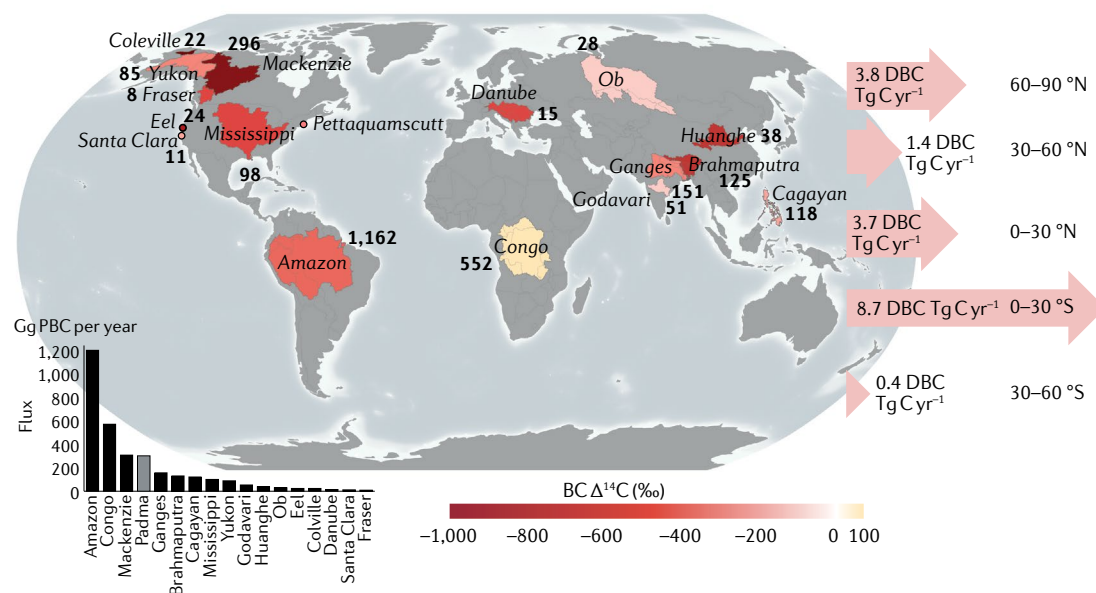 Coleville 22
296
Mackenzie
85 Yukon
8 Fraser
24
Eel
Santa Clara
11
Mississippi
98
Pettaquamscutt
28
Ob
Danube
15
Huanghe 38
Ganges
Brahmaputra
125
151
Godavari
51
Cagayan
118
1,162
Amazon
Congo
552
3.8 DBC
Tg C yr⁻¹
60–90 °N
1.4 DBC
Tg C yr⁻¹
30–60 °N
3.7 DBC
Tg C yr⁻¹
0–30 °N
8.7 DBC Tg C yr⁻¹ 0–30 °S
0.4 DBC
Tg C yr⁻¹
30–60 °S
Gg PBC per year
1,200
1,000
800
600
400
200
0
Flux
Amazon
Congo
Mackenzie
Padma
Ganges
Brahmaputra
Cagayan
Mississippi
Yukon
Godavari
Huanghe
Ob
Eel
Colville
Danube
Santa Clara
Fraser
BC Δ¹⁴C (‰)
−1,000 −800 −600 −400 −200 0 100